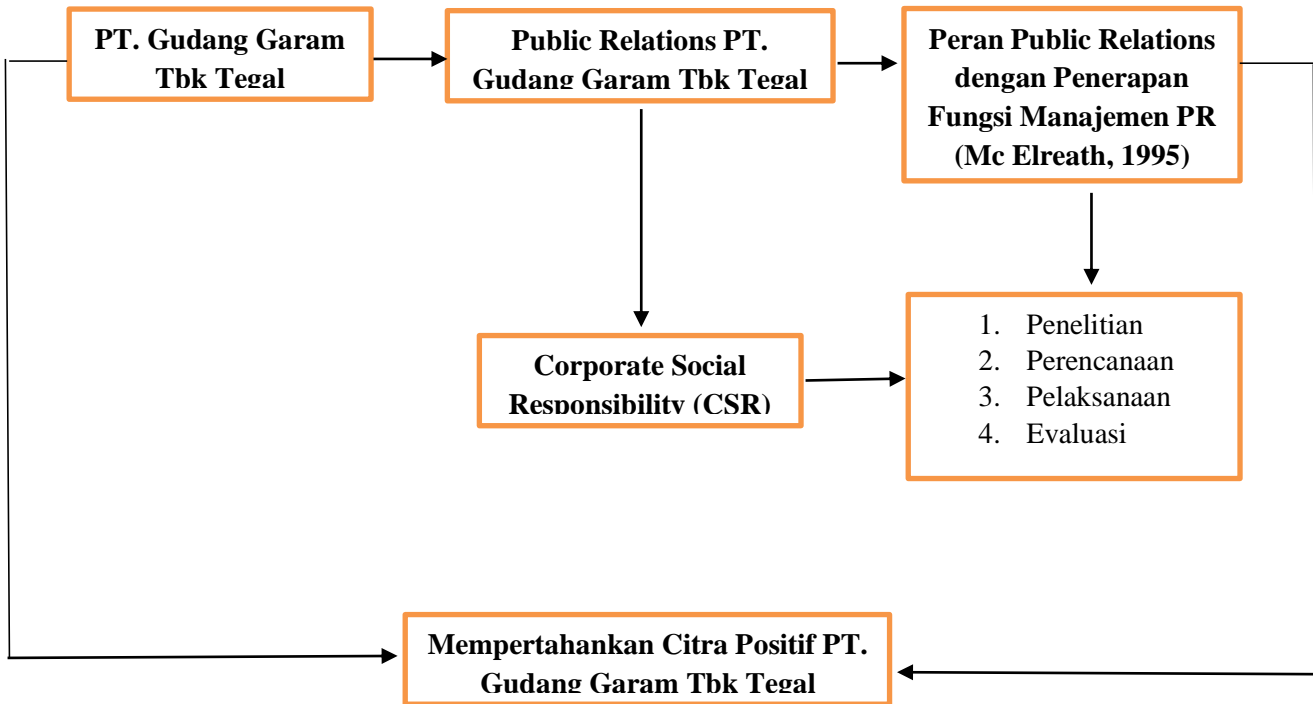 PT. Gudang Garam
Tbk Tegal
Public Relations PT.
Gudang Garam Tbk Tegal
Peran Public Relations
dengan Penerapan
Fungsi Manajemen PR
(Mc Elreath, 1995)
Corporate Social
Responsibility (CSR)
1. Penelitian
2. Perencanaan
3. Pelaksanaan
4. Evaluasi
Mempertahankan Citra Positif PT.
Gudang Garam Tbk Tegal